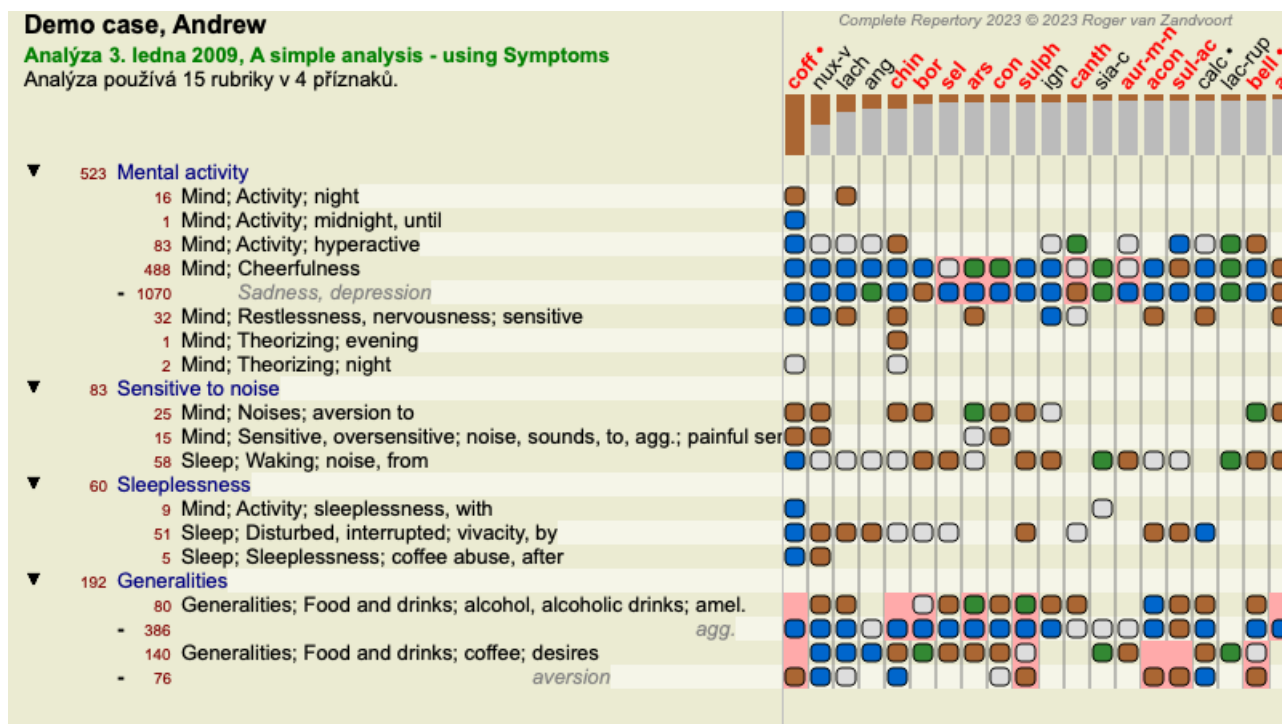 Demo case, Andrew
Complete Repertory 2023 © 2023 Roger van Zandvoort
Analýza 3. ledna 2009, A simple analysis - using Symptoms
Analýza používá 15 rubriky v 4 příznaků.
coff • nux-v lach ang chin bor sel ars con sulph ign canth sia-c aur-m-n acon sul-ac calc • lac-rup bell •
523 Mental activity
16 Mind; Activity; night
1 Mind; Activity; midnight, until
83 Mind; Activity; hyperactive
488 Mind; Cheerfulness
- 1070 Sadness, depression
32 Mind; Restlessness, nervousness; sensitive
1 Mind; Theorizing; evening
2 Mind; Theorizing; night
83 Sensitive to noise
25 Mind; Noises; aversion to
15 Mind; Sensitive, oversensitive; noise, sounds, to, agg.; painful ser
58 Sleep; Waking; noise, from
60 Sleeplessness
9 Mind; Activity; sleeplessness, with
51 Sleep; Disturbed, interrupted; vivacity, by
5 Sleep; Sleeplessness; coffee abuse, after
192 Generalities
80 Generalities; Food and drinks; alcohol, alcoholic drinks; amel.
- 386 agg.
140 Generalities; Food and drinks; coffee; desires
- 76 aversion